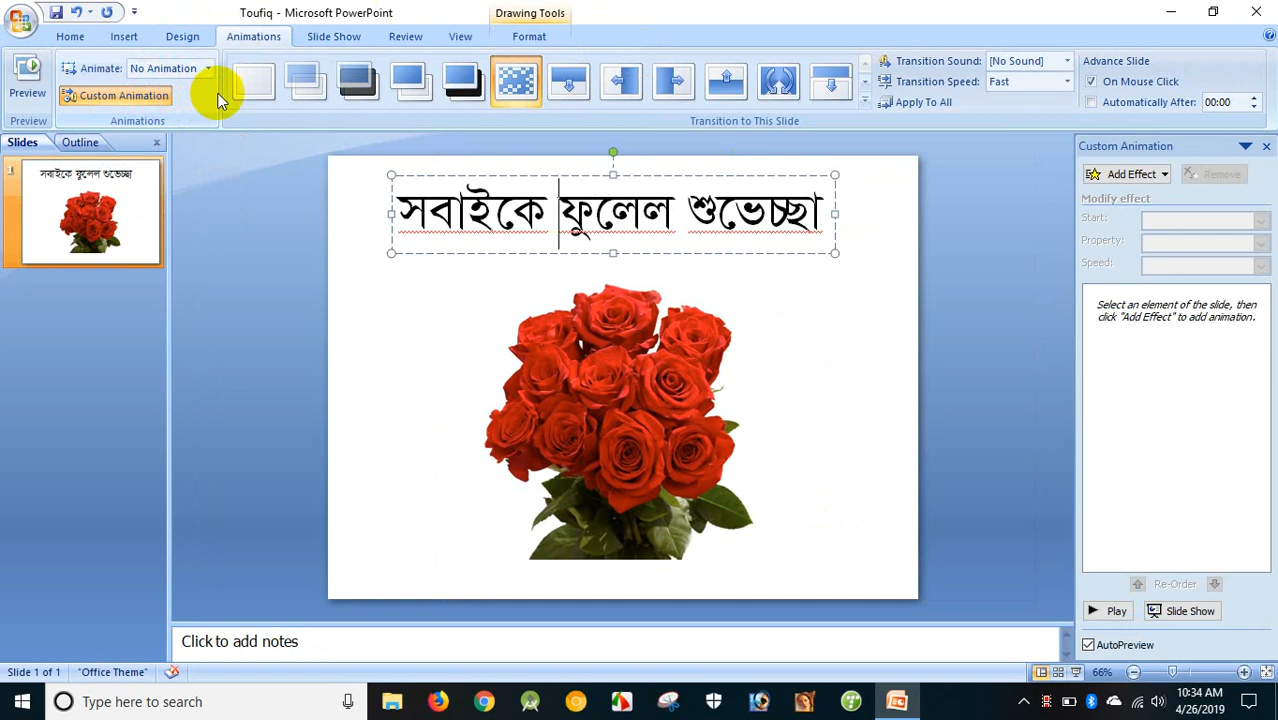 Toufiq - Microsoft PowerPoint
Drawing Tools
Home Insert Design Animations Slide Show Review View Format
Preview
Animate: No Animation
Custom Animation
Preview
Animations
Transition Sound: [No Sound]
Transition Speed: Fast
Apply To All
Advance Slide
On Mouse Click
Automatically After: 00:00
Transition to This Slide
Slides Outline
1
সবাইকে ফুলেল শুভেচ্ছা
সবাইকে ফুলেল শুভেচ্ছা
Custom Animation
Add Effect Remove
Modify effect
Start:
Property:
Speed:
Select an element of the slide, then
click "Add Effect" to add animation.
Re-Order
Play Slide Show
AutoPreview
Click to add notes
Slide 1 of 1 "Office Theme" 66%
Type here to search
10:34 AM
4/26/2019